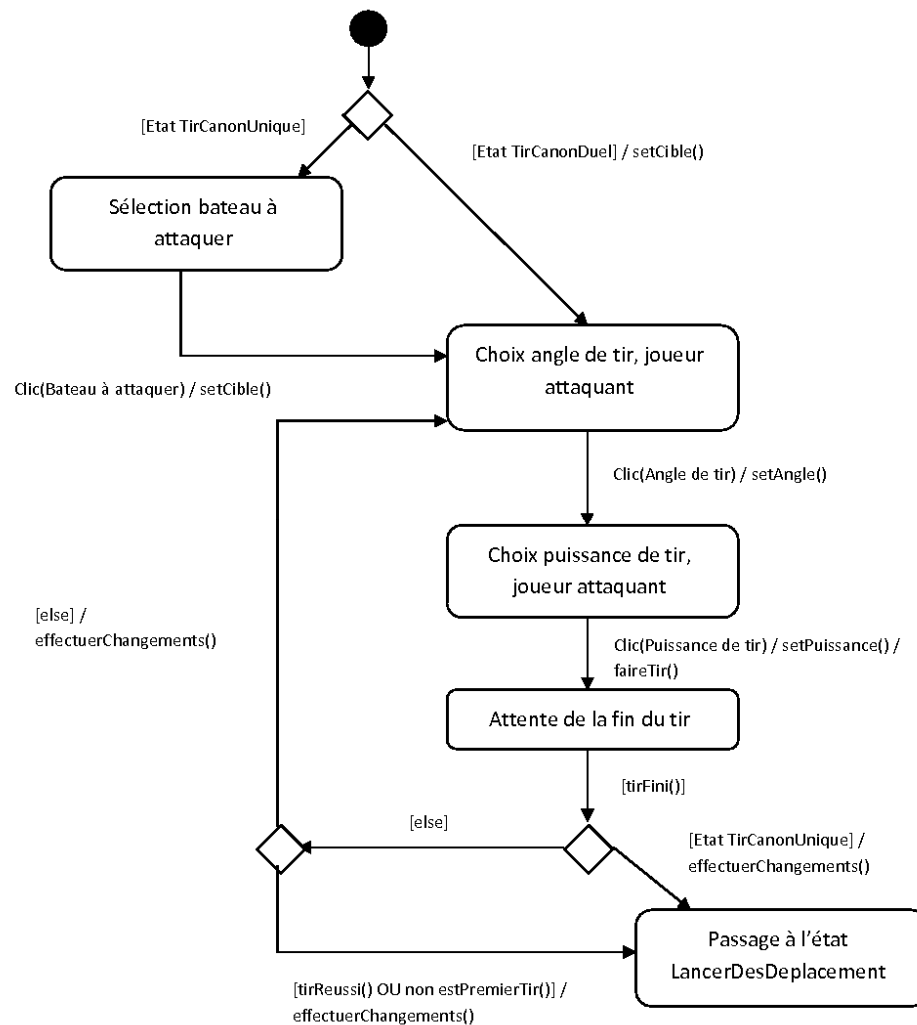 [Etat TirCanonUnique]
[Etat TirCanonDuel] / setCible()
Sélection bateau à
attaquer
Choix angle de tir, joueur
attaquant
Clic(Bateau à attaquer) / setCible()
Clic(Angle de tir) / setAngle()
Choix puissance de tir,
joueur attaquant
[else] /
effectuerChangements()
Clic(Puissance de tir) / setPuissance() /
faireTir()
Attente de la fin du tir
[tirFini()]
[else]
[Etat TirCanonUnique] /
effectuerChangements()
Passage à l'état
LancerDesDeplacement
[tirReussi() OU non estPremierTir()] /
effectuerChangements()